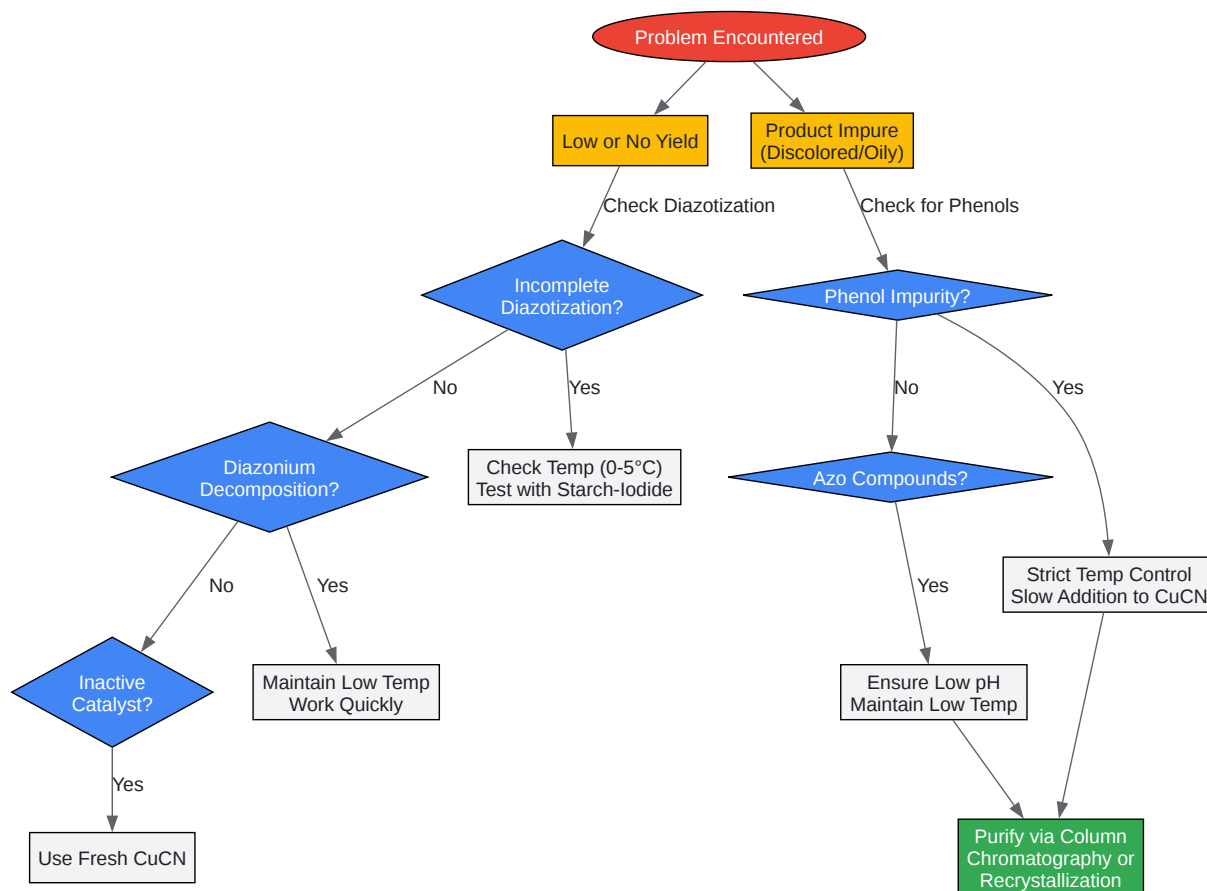 Problem Encountered
Low or No Yield
Product Impure
(Discolored/Oily)
Check Diazotization
Check for Phenols
Incomplete
Diazotization?
Phenol Impurity?
No
Yes
No
Yes
Diazonium
Decomposition?
Check Temp (0-5°C)
Test with Starch-Iodide
Azo Compounds?
No
Yes
Yes
Strict Temp Control
Slow Addition to CuCN
Inactive
Catalyst?
Maintain Low Temp
Work Quickly
Ensure Low pH
Maintain Low Temp
Yes
Use Fresh CuCN
Purify via Column
Chromatography or
Recrystallization